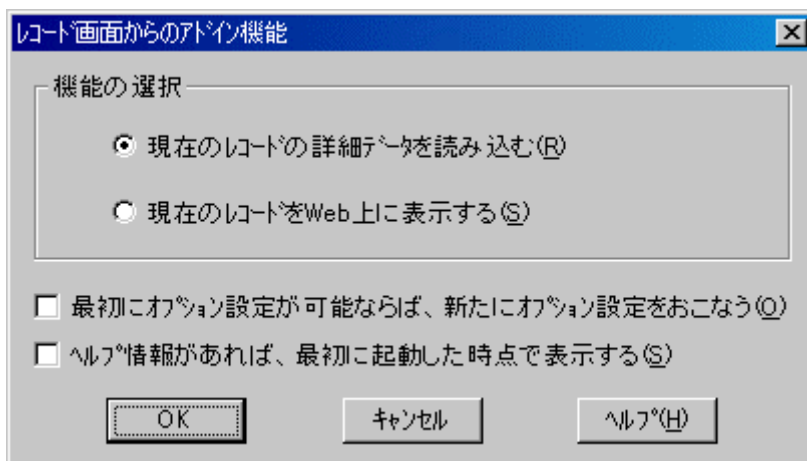 ﾚｺｰﾄﾞ画面からのｱﾄﾞｲﾝ機能
機能の選択
現在のﾚｺｰﾄﾞの詳細ﾃﾞｰﾀを読み込む(R)
現在のﾚｺｰﾄﾞをWeb上に表示する(S)
最初にｵﾌﾟｼｮﾝ設定が可能ならば、新たにｵﾌﾟｼｮﾝ設定をおこなう(O)
ﾍﾙﾌﾟ情報があれば、最初に起動した時点で表示する(S)
OK ｷｬﾝｾﾙ ﾍﾙﾌﾟ(H)